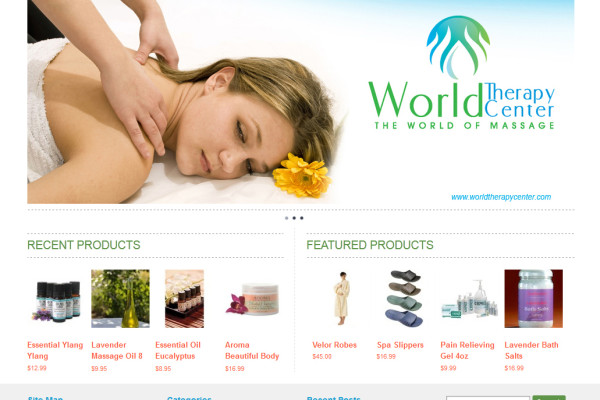 World Therapy Center
THE WORLD OF MASSAGE
www.worldtherapycenter.com
RECENT PRODUCTS
Essential Ylang Ylang
$12.99
Lavender Massage Oil 8
$9.95
Essential Oil Eucalyptus
$8.95
Aroma Beautiful Body
$16.99
FEATURED PRODUCTS
Velor Robes
$45.00
Spa Slippers
$16.99
Pain Relieving Gel 4oz
$9.99
Lavender Bath Salts
$16.99
Site Map
Categories
Recent Posts